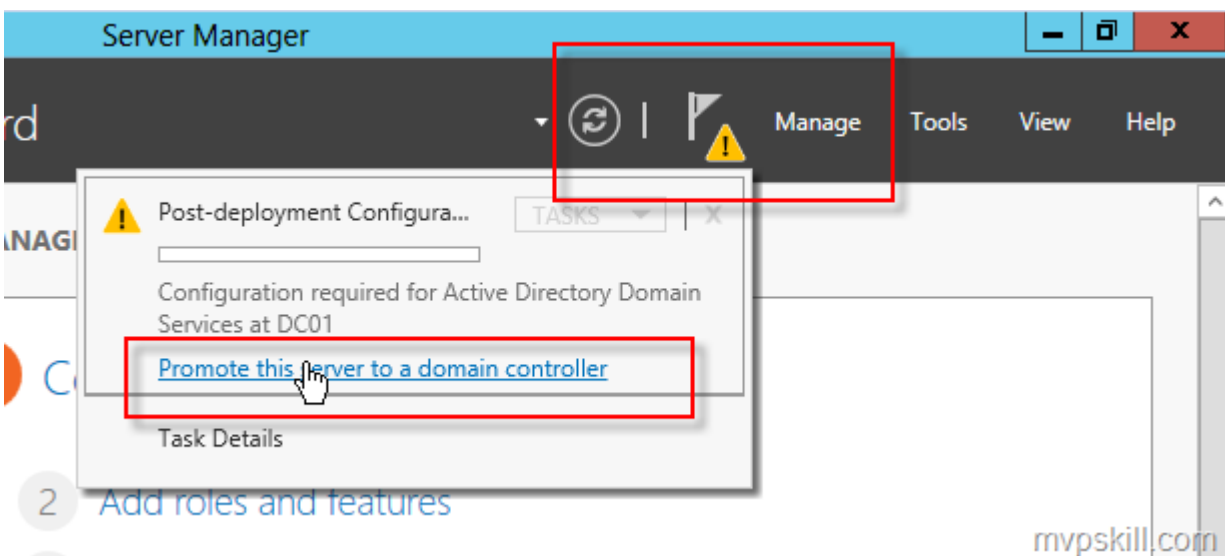 Server Manager
rd
Manage Tools View Help
Post-deployment Configura...
TASKS
X
NAGE
Configuration required for Active Directory Domain
Services at DC01
Promote this server to a domain controller
Task Details
2 Add roles and features
mvpskill.com